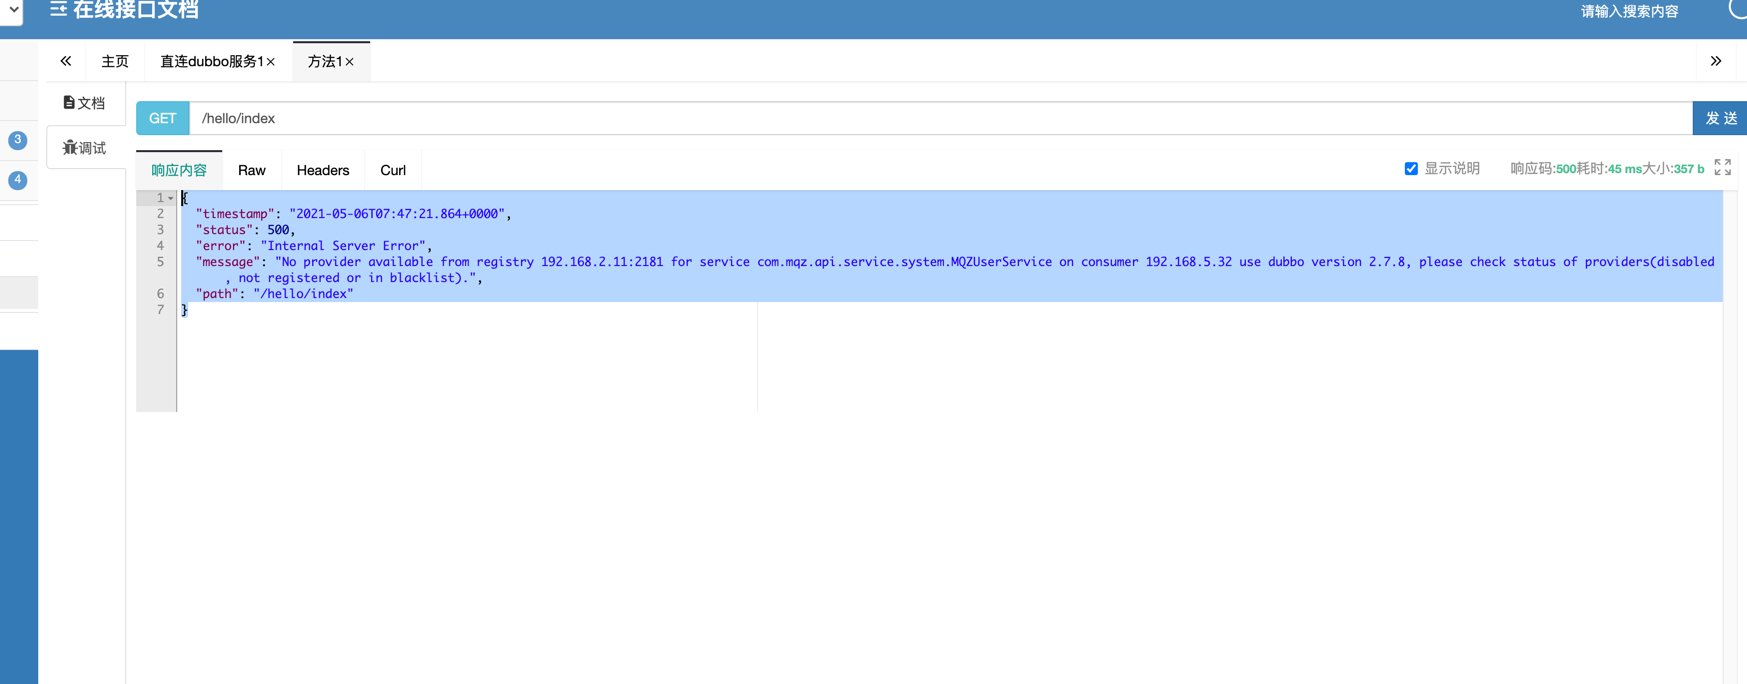 在线接口文档
请输入搜索内容
主页
直连dubbo服务1×
方法1×
文档
3
调试
4
GET
/hello/index
发 送
响应内容
Raw
Headers
Curl
显示说明
响应码:500耗时:45 ms大小:357 b
1 {
2 "timestamp": "2021-05-06T07:47:21.864+0000",
3 "status": 500,
4 "error": "Internal Server Error",
5 "message": "No provider available from registry 192.168.2.11:2181 for service com.mqz.api.service.system.MQZUserService on consumer 192.168.5.32 use dubbo version 2.7.8, please check status of providers(disabled
, not registered or in blacklist).",
6 "path": "/hello/index"
7 }